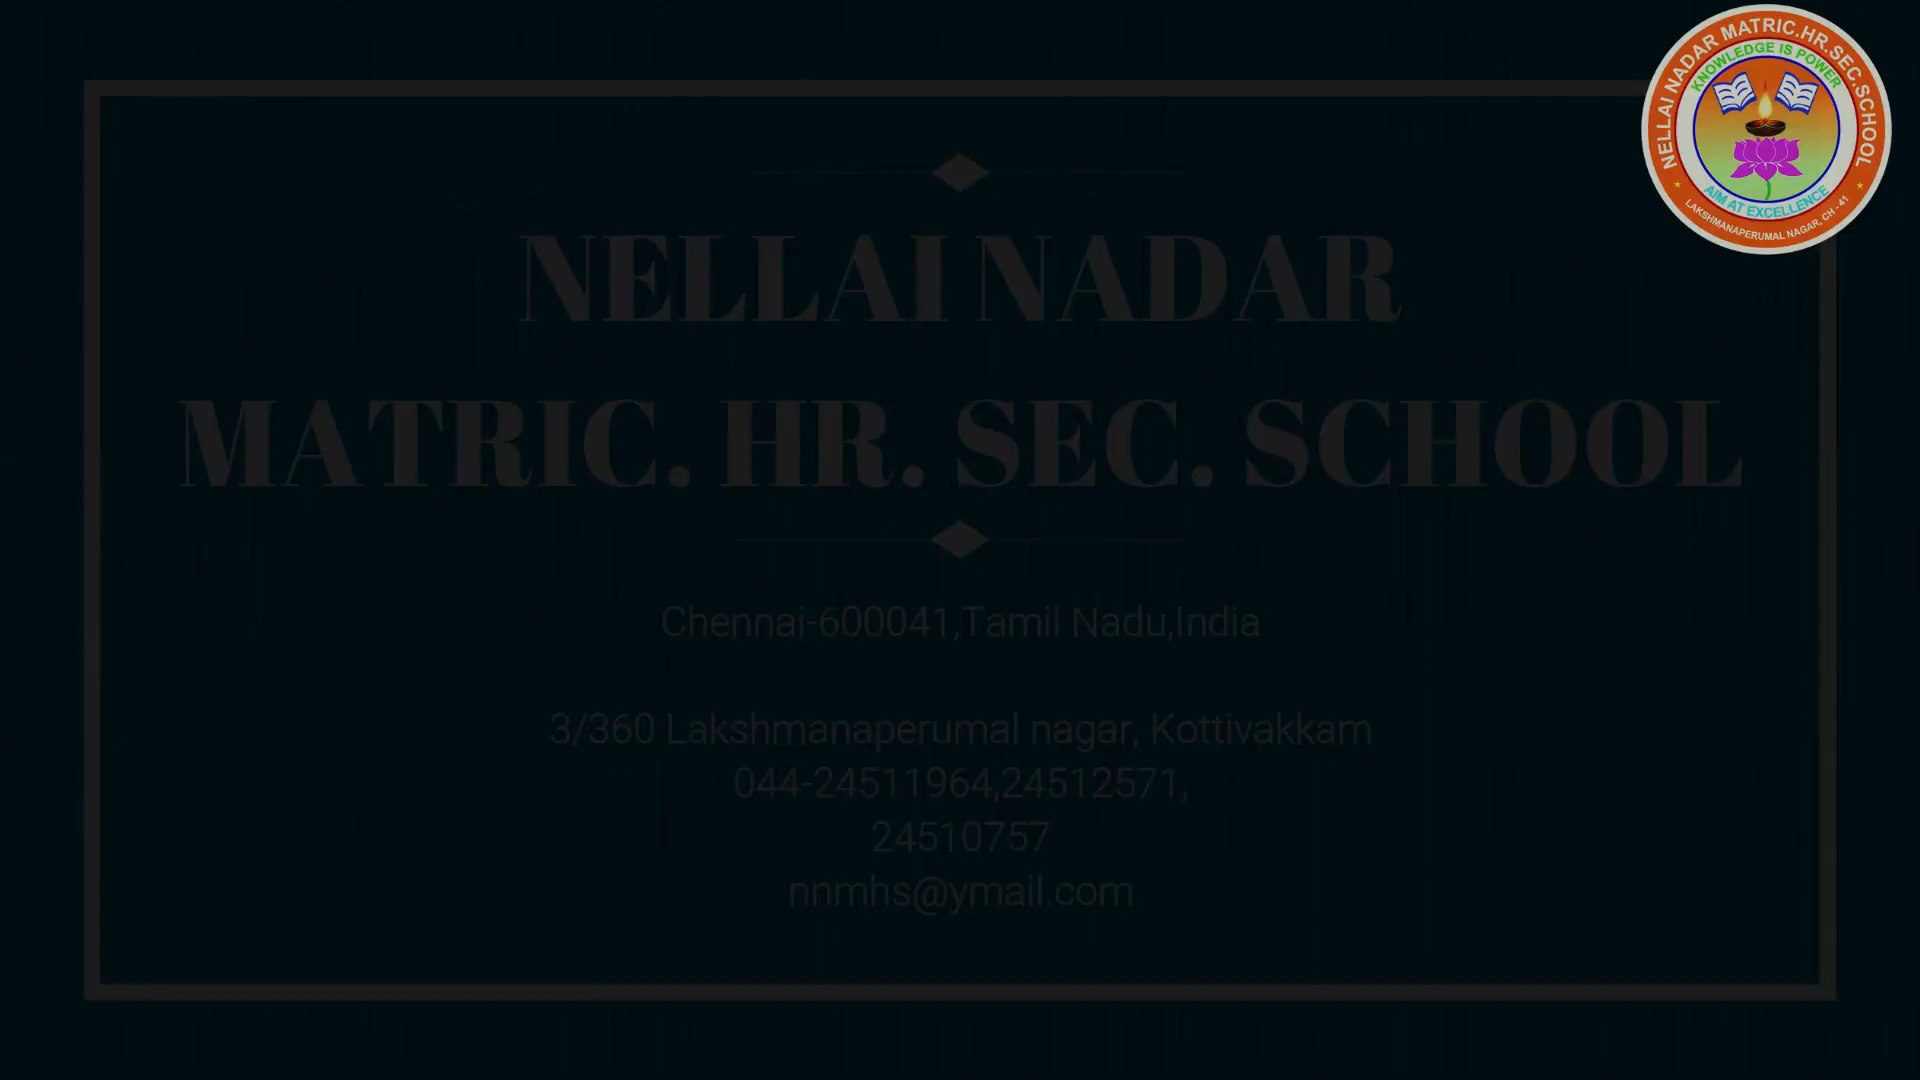 NELLAI NADAR MATRIC.HR.SEC.SCHOOL
KNOWLEDGE IS POWER
AIM AT EXCELLENCE
LAKSHMANAPERUMAL NAGAR, CH - 41
NELLAI NADAR
MATRIC. HR. SEC. SCHOOL
Chennai-600041,Tamil Nadu,India
3/360 Lakshmanaperumal nagar, Kottivakkam
044-24511964,24512571,
24510757
nnmhs@ymail.com